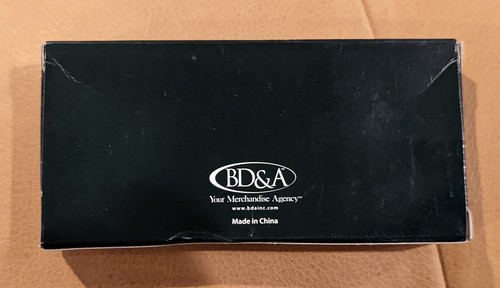 BD&A
Your Merchandise Agency™
www.bdainc.com
Made in China